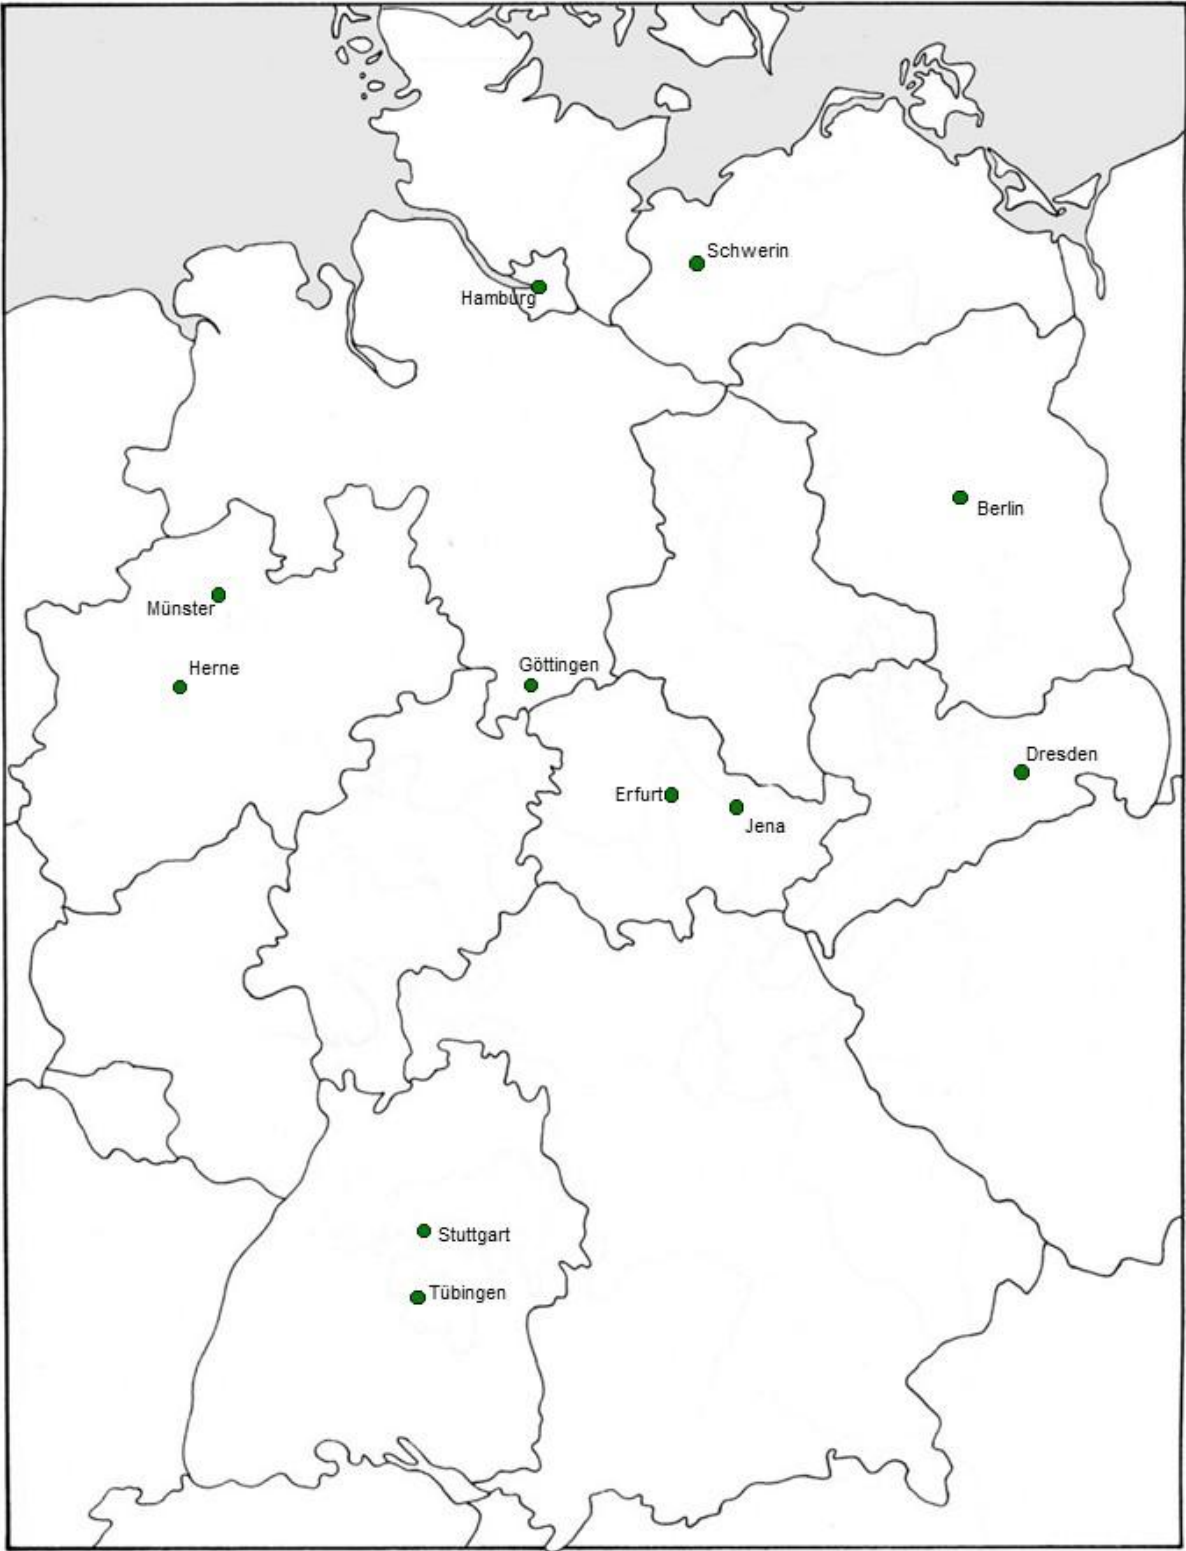 Schwerin
Hamburg
Berlin
Münster
Göttingen
Herne
Dresden
Erfurt
Jena
Stuttgart
Tübingen